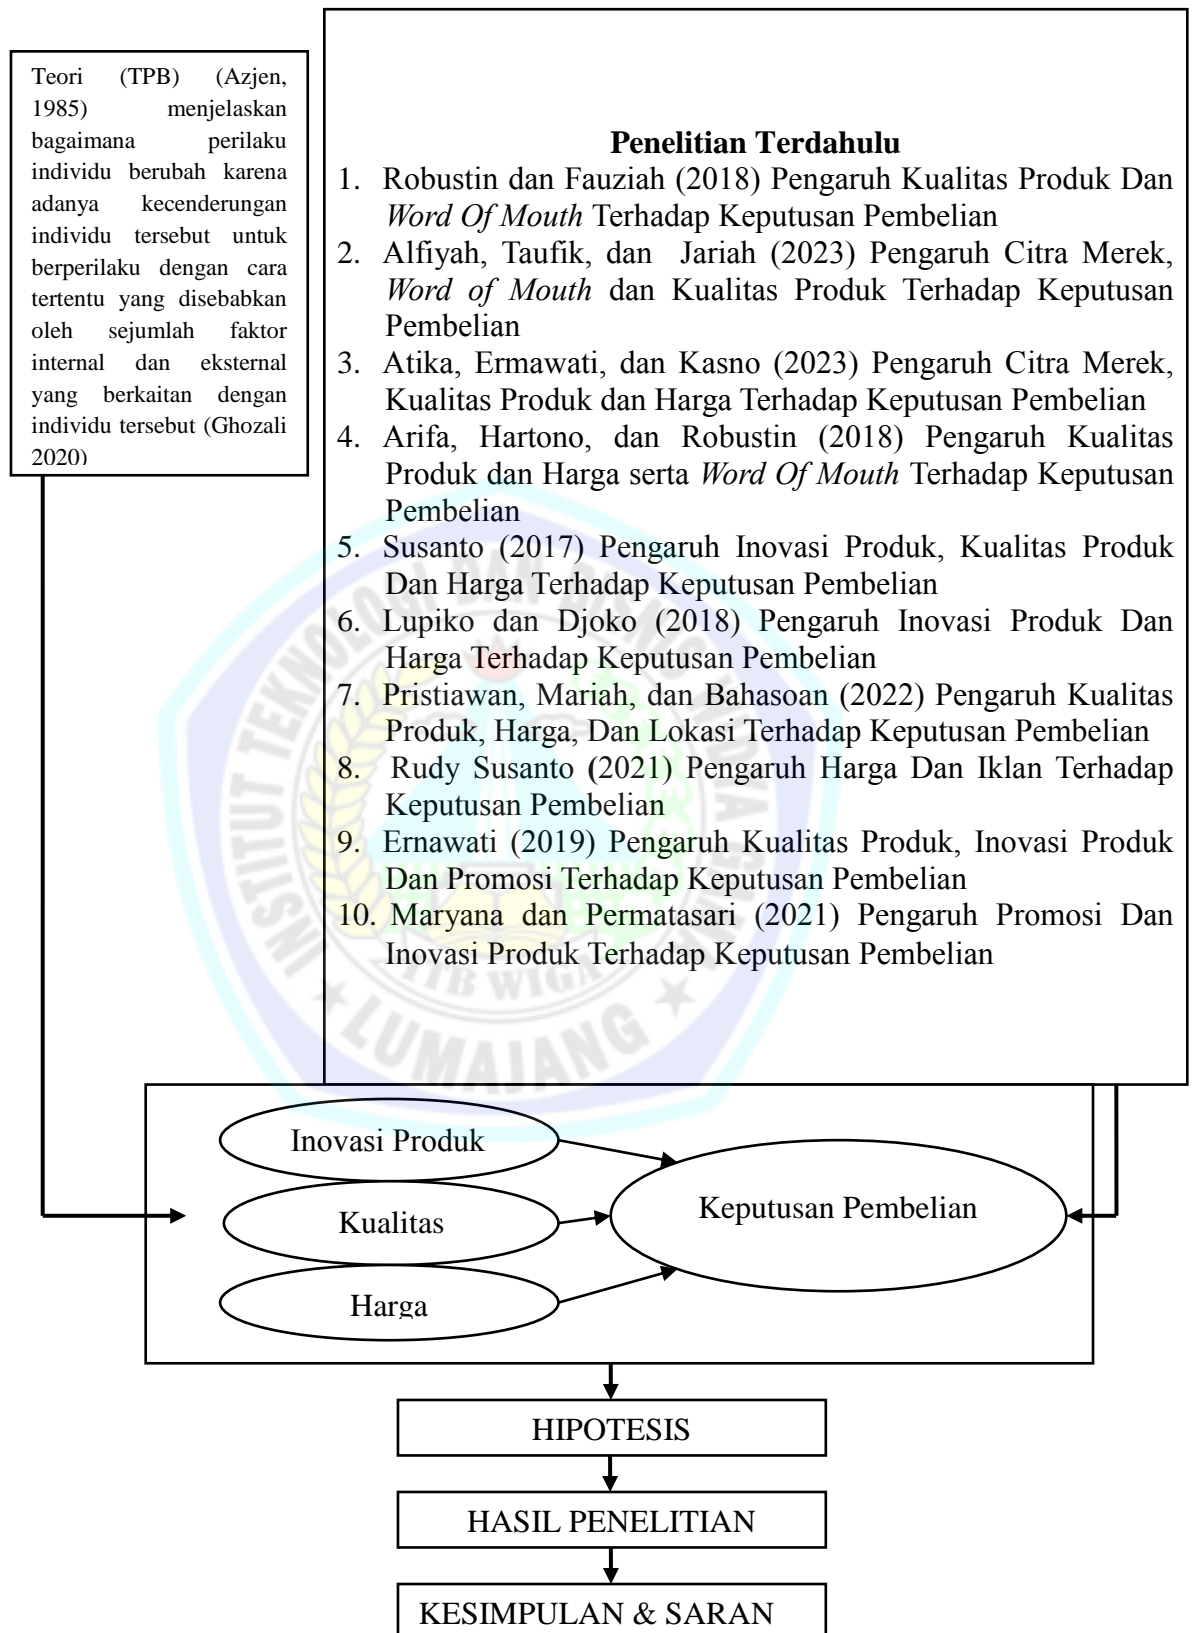 Teori (TPB) (Azjen,
1985) menjelaskan
bagaimana perilaku
individu berubah karena
adanya kecenderungan
individu tersebut untuk
berperilaku dengan cara
tertentu yang disebabkan
oleh sejumlah faktor
internal dan eksternal
yang berkaitan dengan
individu tersebut (Ghozali
2020)
Penelitian Terdahulu
1. Robustin dan Fauziah (2018) Pengaruh Kualitas Produk Dan
Word Of Mouth Terhadap Keputusan Pembelian
2. Alfiyah, Taufik, dan Jariah (2023) Pengaruh Citra Merek,
Word of Mouth dan Kualitas Produk Terhadap Keputusan
Pembelian
3. Atika, Ermawati, dan Kasno (2023) Pengaruh Citra Merek,
Kualitas Produk dan Harga Terhadap Keputusan Pembelian
4. Arifa, Hartono, dan Robustin (2018) Pengaruh Kualitas
Produk dan Harga serta Word Of Mouth Terhadap Keputusan
Pembelian
5. Susanto (2017) Pengaruh Inovasi Produk, Kualitas Produk
Dan Harga Terhadap Keputusan Pembelian
6. Lupiko dan Djoko (2018) Pengaruh Inovasi Produk Dan
Harga Terhadap Keputusan Pembelian
7. Pristiawan, Mariah, dan Bahasoan (2022) Pengaruh Kualitas
Produk, Harga, Dan Lokasi Terhadap Keputusan Pembelian
8. Rudy Susanto (2021) Pengaruh Harga Dan Iklan Terhadap
Keputusan Pembelian
9. Ernawati (2019) Pengaruh Kualitas Produk, Inovasi Produk
Dan Promosi Terhadap Keputusan Pembelian
10. Maryana dan Permatasari (2021) Pengaruh Promosi Dan
Inovasi Produk Terhadap Keputusan Pembelian
INSTITUT TEKNOLOGI DAN BISNIS WIDYA GAMA
ITB WIGA
LUMAJANG
Inovasi Produk
Kualitas
Harga
Keputusan Pembelian
HIPOTESIS
HASIL PENELITIAN
KESIMPULAN & SARAN